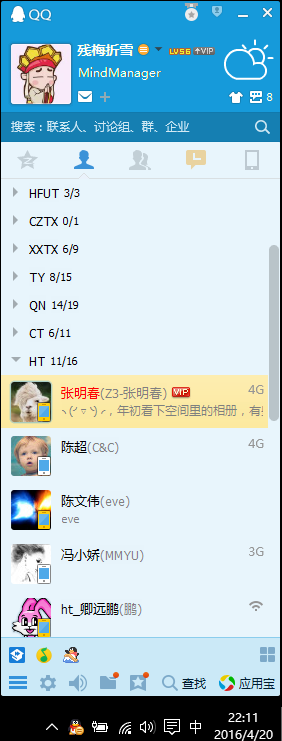 QQ
残梅折雪 LV56 VIP
MindManager
8
搜索：联系人、讨论组、群、企业
HFUT 3/3
CZTX 0/1
XXTX 6/9
TY 8/15
QN 14/19
CT 6/11
HT 11/16
张明春(Z3-张明春) VIP 4G
，年初看下空间里的相册，有
陈超(C&C) 4G
陈文伟(eve)
eve
冯小娇(MMYU) 3G
ht_卿远鹏(鹏)
查找 应用宝
中 22:11
2016/4/20